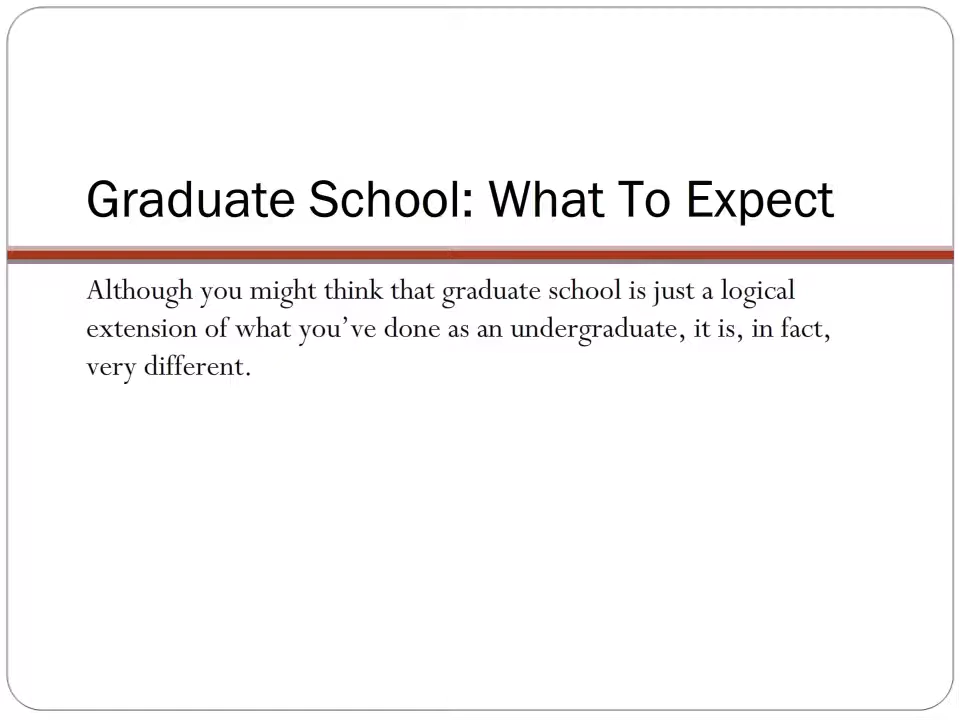 Graduate School: What To Expect
Although you might think that graduate school is just a logical
extension of what you’ve done as an undergraduate, it is, in fact,
very different.